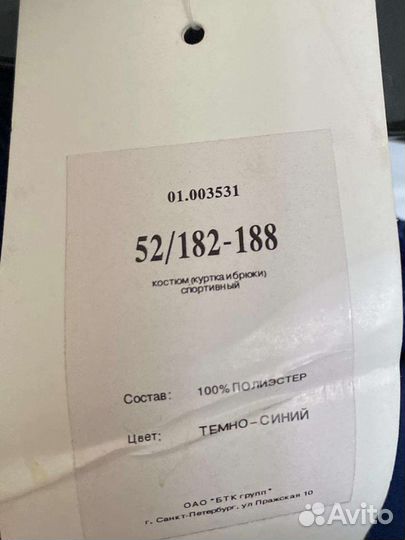 01.003531
52/182-188
костюм (куртка и брюки)
спортивный
Состав: 100% ПОЛИЭСТЕР
Цвет: ТЕМНО-СИНИЙ
ОАО "БТК групп"
г. Санкт-Петербург, ул Пражская 10
Avito